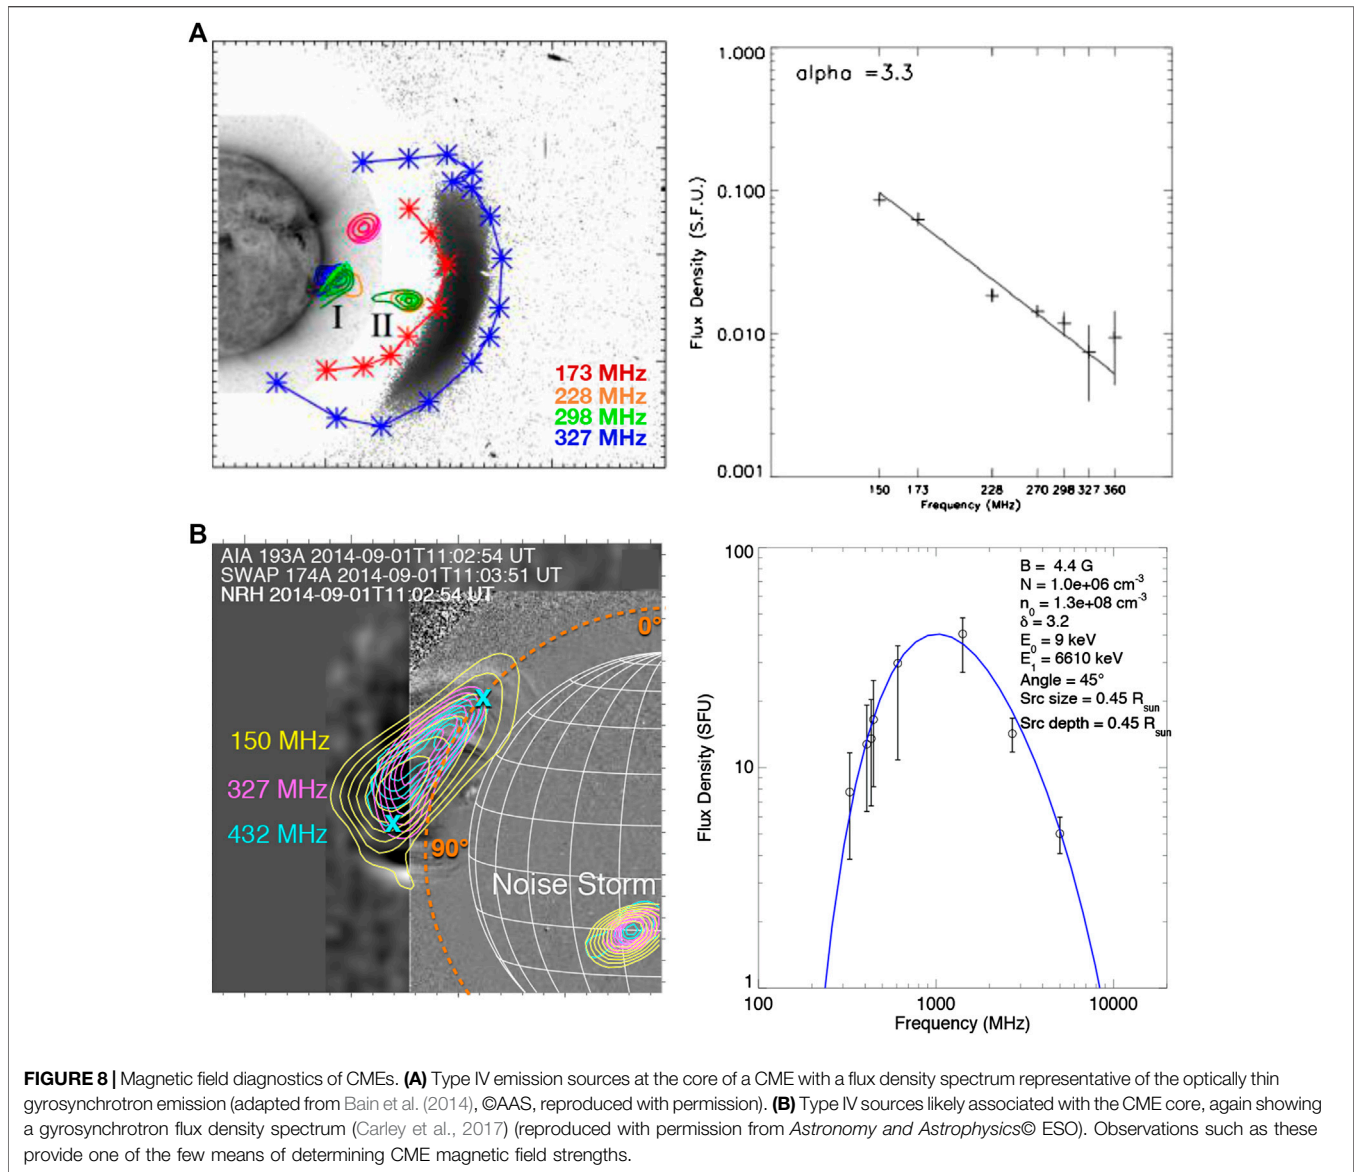 A
I
II
173 MHz
228 MHz
298 MHz
327 MHz
alpha =3.3
Flux Density (S.F.U.)
1.000
0.100
0.010
0.001
150 173 228 270 298 327 360
Frequency (MHz)
B
AIA 193A 2014-09-01T11:02:54 UT
SWAP 174A 2014-09-01T11:03:51 UT
NRH 2014-09-01T11:02:54 UT
0°
X
150 MHz
327 MHz
432 MHz
X
90°
Noise Storm
Flux Density (SFU)
100
10
1
B = 4.4 G
N = 1.0e+06 cm⁻³
n₀ = 1.3e+08 cm⁻³
δ = 3.2
E₀ = 9 keV
E₁ = 6610 keV
Angle = 45°
Src size = 0.45 R_sun
Src depth = 0.45 R_sun
100 1000 10000
Frequency (MHz)
FIGURE 8 | Magnetic field diagnostics of CMEs. (A) Type IV emission sources at the core of a CME with a flux density spectrum representative of the optically thin
gyrosynchrotron emission (adapted from Bain et al. (2014), ©AAS, reproduced with permission). (B) Type IV sources likely associated with the CME core, again showing
a gyrosynchrotron flux density spectrum (Carley et al., 2017) (reproduced with permission from Astronomy and Astrophysics© ESO). Observations such as these
provide one of the few means of determining CME magnetic field strengths.